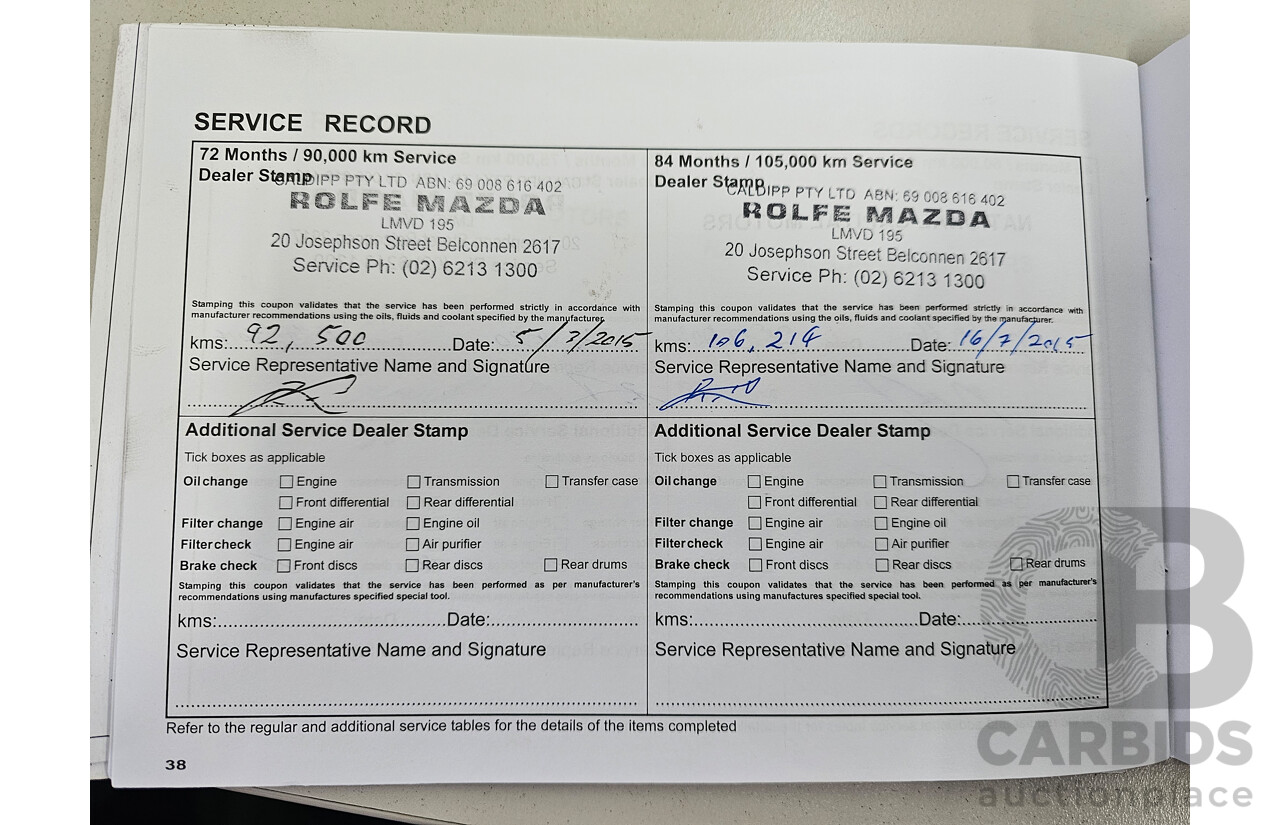 SERVICE RECORD
72 Months / 90,000 km Service
Dealer Stamp
CALDIPP PTY LTD ABN: 69 008 616 402
ROLFE MAZDA
LMVD 195
20 Josephson Street Belconnen 2617
Service Ph: (02) 6213 1300
Stamping this coupon validates that the service has been performed strictly in accordance with
manufacturer recommendations using the oils, fluids and coolant specified by the manufacturer.
kms: 92, 500 Date: 5/3/2015
Service Representative Name and Signature
Additional Service Dealer Stamp
Tick boxes as applicable
Oil change Engine Transmission Transfer case
Front differential Rear differential
Filter change Engine air Engine oil
Filter check Engine air Air purifier
Brake check Front discs Rear discs Rear drums
Stamping this coupon validates that the service has been performed as per manufacturer's
recommendations using manufactures specified special tool.
kms: Date:
Service Representative Name and Signature
84 Months / 105,000 km Service
Dealer Stamp
CALDIPP PTY LTD ABN: 69 008 616 402
ROLFE MAZDA
LMVD 195
20 Josephson Street Belconnen 2617
Service Ph: (02) 6213 1300
Stamping this coupon validates that the service has been performed strictly in accordance with
manufacturer recommendations using the oils, fluids and coolant specified by the manufacturer.
kms: 106, 214 Date: 16/7/2015
Service Representative Name and Signature
Additional Service Dealer Stamp
Tick boxes as applicable
Oil change Engine Transmission Transfer case
Front differential Rear differential
Filter change Engine air Engine oil
Filter check Engine air Air purifier
Brake check Front discs Rear discs Rear drums
Stamping this coupon validates that the service has been performed as per manufacturer's
recommendations using manufactures specified special tool.
kms: Date:
Service Representative Name and Signature
Refer to the regular and additional service tables for the details of the items completed
38
CARBIDS
auctionplace